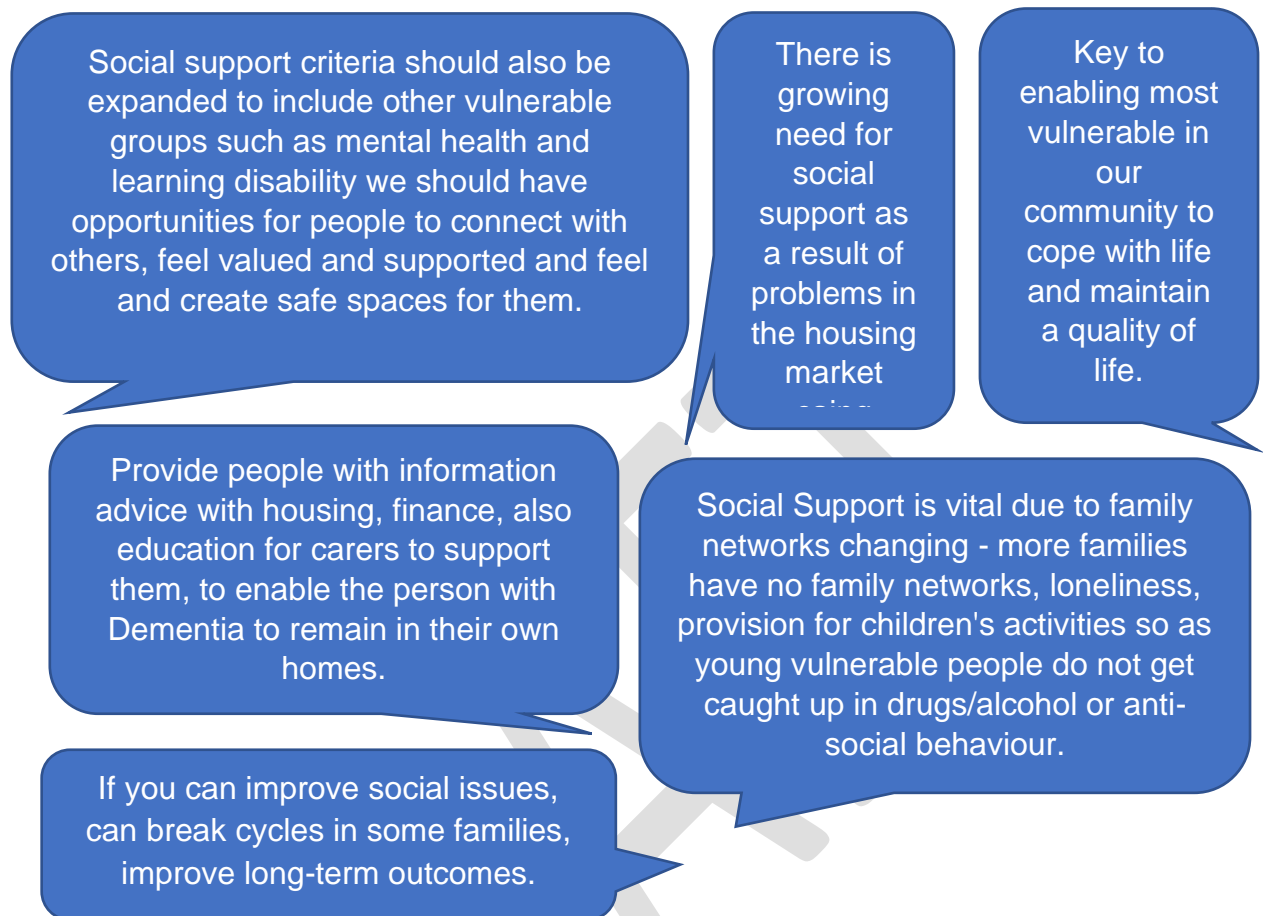 Social support criteria should also be
expanded to include other vulnerable
groups such as mental health and
learning disability we should have
opportunities for people to connect with
others, feel valued and supported and feel
and create safe spaces for them.
There is
growing
need for
social
support as
a result of
problems in
the housing
market
Key to
enabling most
vulnerable in
our
community to
cope with life
and maintain
a quality of
life.
Provide people with information
advice with housing, finance, also
education for carers to support
them, to enable the person with
Dementia to remain in their own
homes.
Social Support is vital due to family
networks changing - more families
have no family networks, loneliness,
provision for children's activities so as
young vulnerable people do not get
caught up in drugs/alcohol or anti-
social behaviour.
If you can improve social issues,
can break cycles in some families,
improve long-term outcomes.